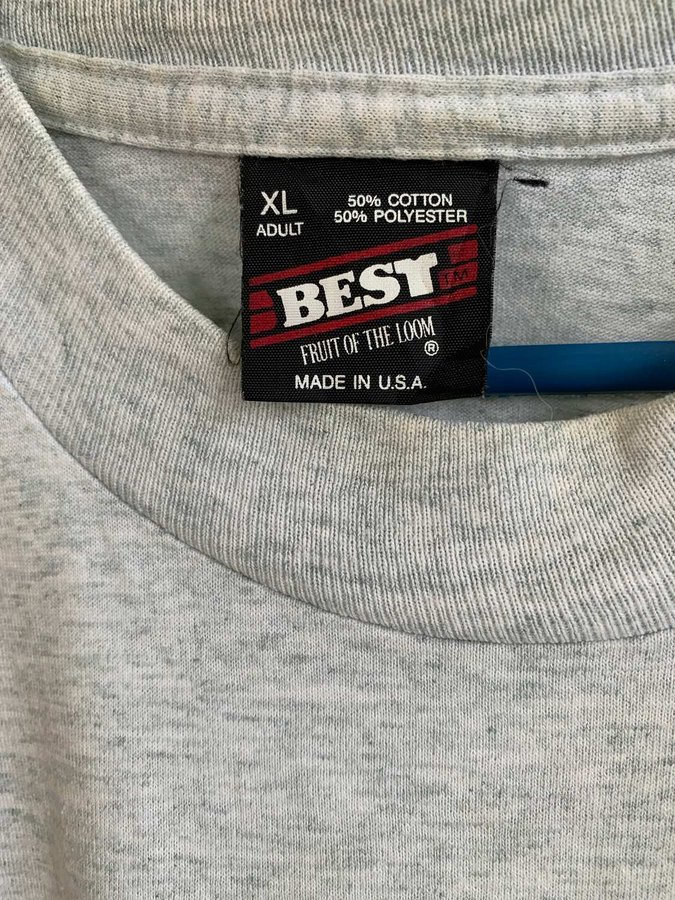 XL
ADULT
50% COTTON
50% POLYESTER
BEST
TM
FRUIT OF THE LOOM
®
MADE IN U.S.A.